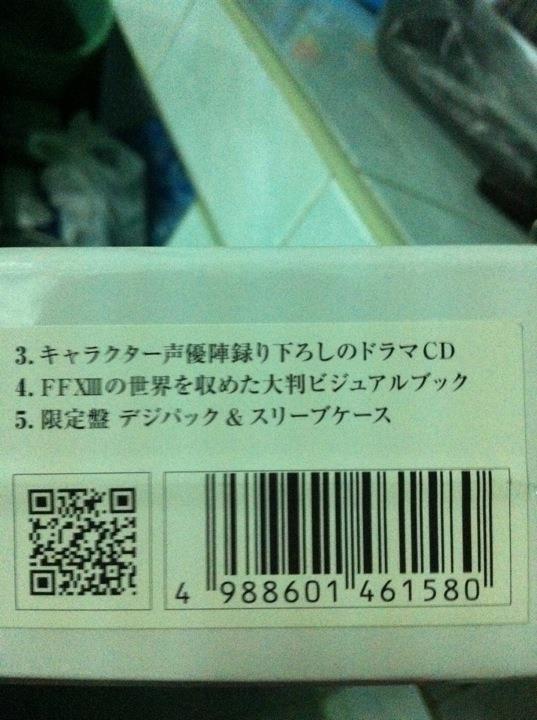 3. キャラクター声優陣録り下ろしのドラマCD
4. FFXIIIの世界を収めた大判ビジュアルブック
5. 限定盤 デジパック & スリーブケース
4 988601 461580